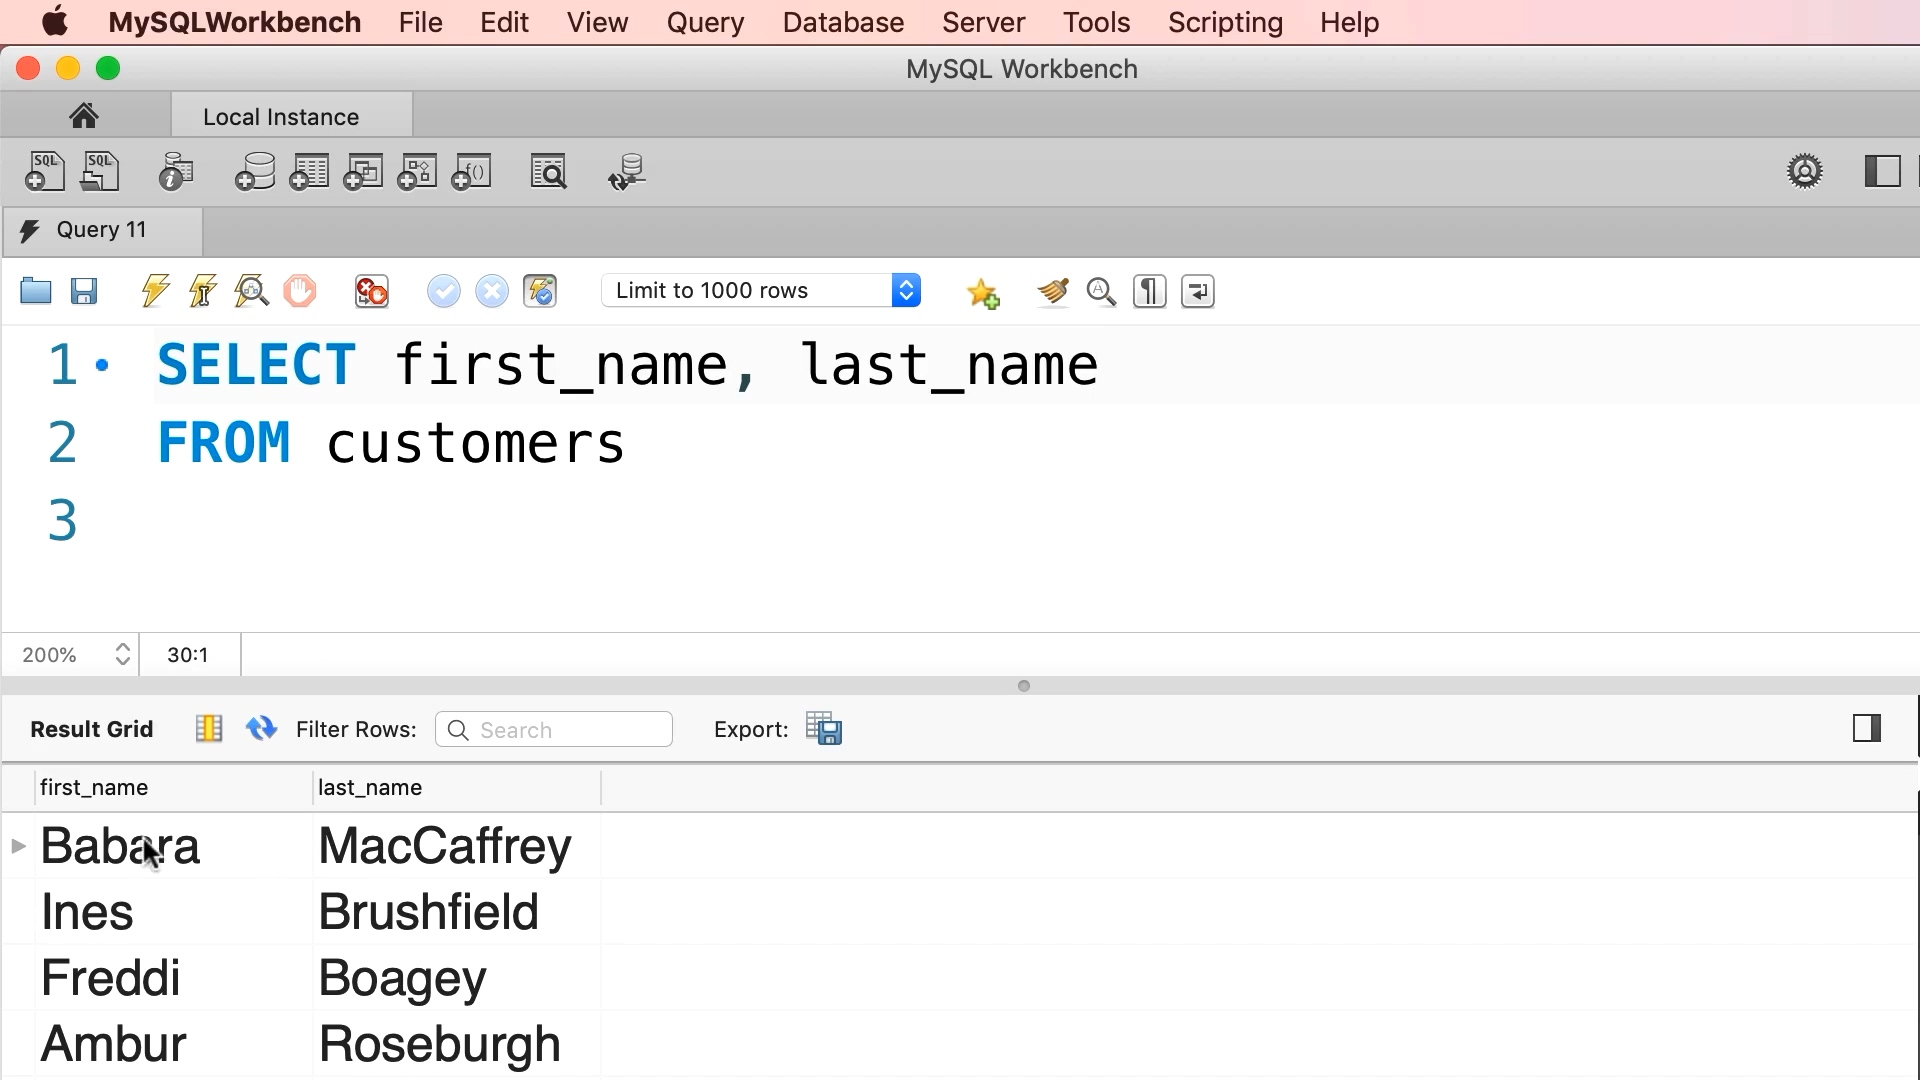 MySQLWorkbench File Edit View Query Database Server Tools Scripting Help
MySQL Workbench
Local Instance
SQL SQL
Query 11
Limit to 1000 rows
1 SELECT first_name, last_name
2 FROM customers
3
200% 30:1
Result Grid Filter Rows: Search Export:
first_name last_name
Babara MacCaffrey
Ines Brushfield
Freddi Boagey
Ambur Roseburgh